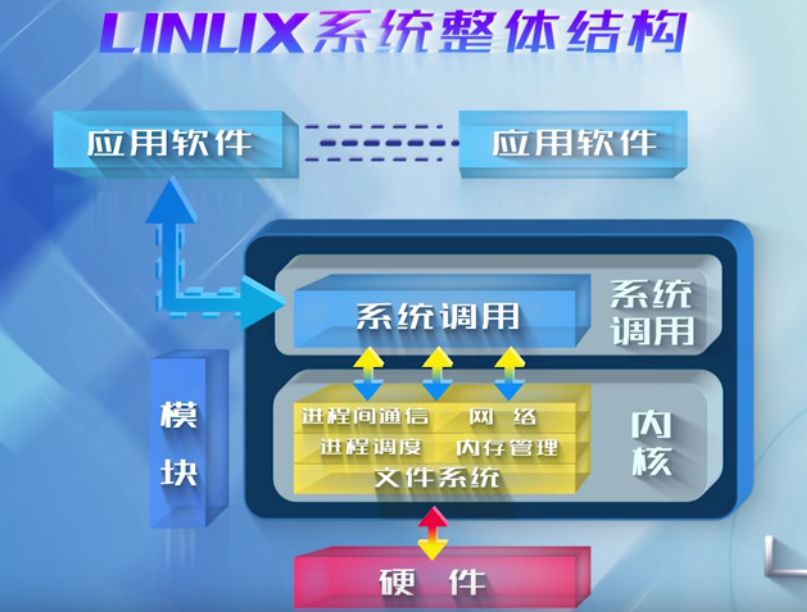 LINUX系统整体结构
应用软件
应用软件
系统调用
系统
调用
模
块
进程间通信 网 络
进程调度 内存管理
文件系统
内
核
硬 件